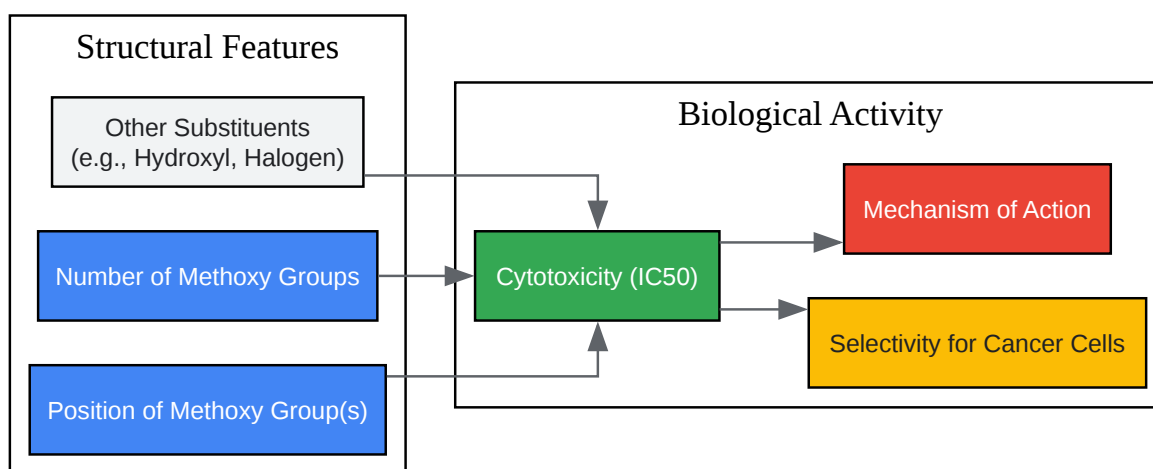 Structural Features
Other Substituents
(e.g., Hydroxyl, Halogen)
Number of Methoxy Groups
Position of Methoxy Group(s)
Biological Activity
Cytotoxicity (IC50)
Mechanism of Action
Selectivity for Cancer Cells